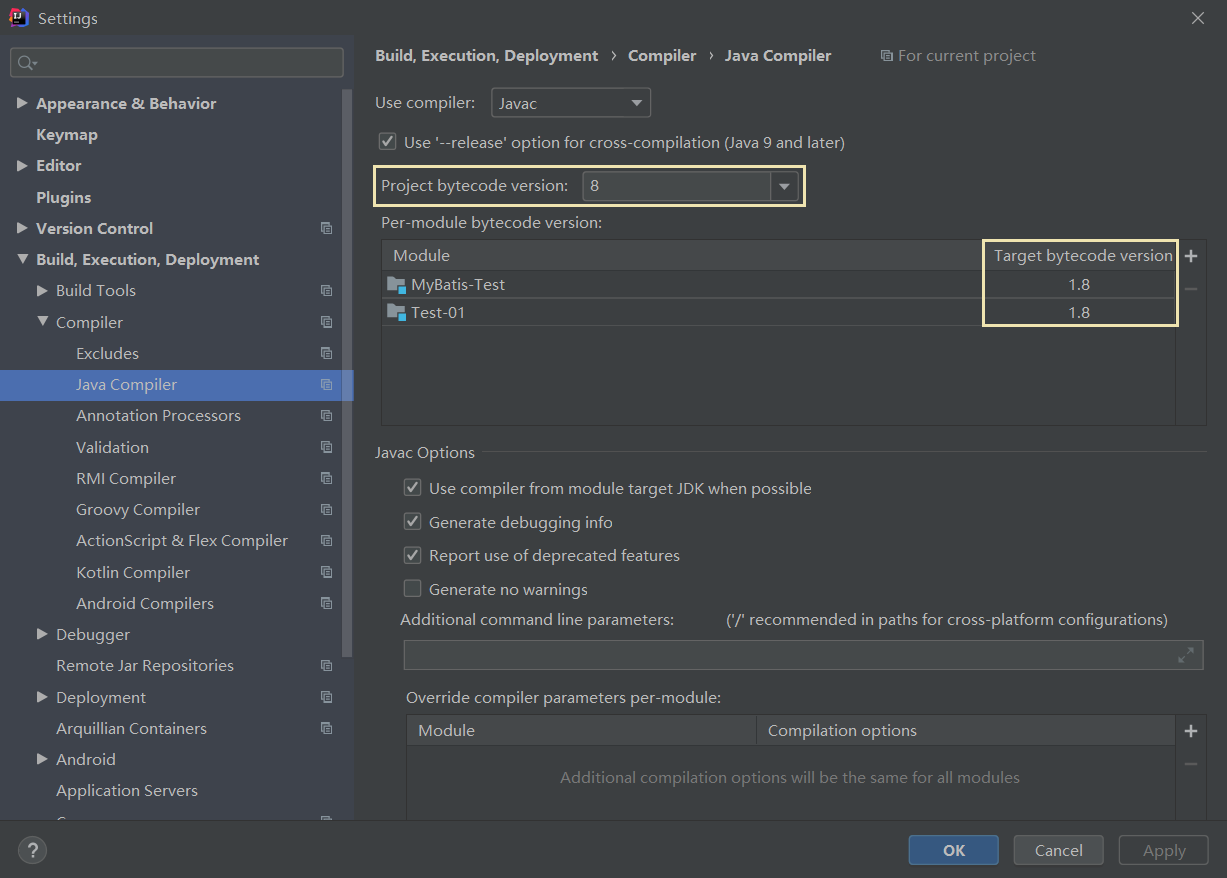 Settings
Appearance & Behavior
Keymap
Editor
Plugins
Version Control
Build, Execution, Deployment
Build Tools
Compiler
Excludes
Java Compiler
Annotation Processors
Validation
RMI Compiler
Groovy Compiler
ActionScript & Flex Compiler
Kotlin Compiler
Android Compilers
Debugger
Remote Jar Repositories
Deployment
Arquillian Containers
Android
Application Servers
Build, Execution, Deployment › Compiler › Java Compiler For current project
Use compiler: Javac
Use '--release' option for cross-compilation (Java 9 and later)
Project bytecode version: 8
Per-module bytecode version:
Module Target bytecode version
MyBatis-Test 1.8
Test-01 1.8
Javac Options
Use compiler from module target JDK when possible
Generate debugging info
Report use of deprecated features
Generate no warnings
Additional command line parameters: ('/' recommended in paths for cross-platform configurations)
Override compiler parameters per-module:
Module Compilation options
Additional compilation options will be the same for all modules
? OK Cancel Apply